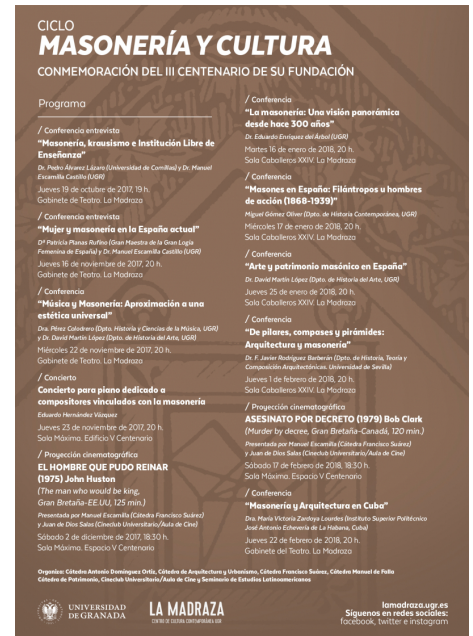 CICLO
MASONERÍA Y CULTURA
CONMEMORACIÓN DEL III CENTENARIO DE SU FUNDACIÓN
Programa
/ Conferencia entrevista
“Masonería, krausismo e Institución Libre de
Enseñanza”
Dr. Pedro Álvarez Lázaro (Universidad de Comillas) y Dr. Manuel
Escamilla Castillo (UGR)
Jueves 19 de octubre de 2017, 19 h.
Gabinete de Teatro. La Madraza
/ Conferencia entrevista
“Mujer y masonería en la España actual”
Dª Patricia Planas Rufino (Gran Maestra de la Gran Logia
Femenina de España) y Dr. Manuel Escamilla Castillo (UGR)
Jueves 16 de noviembre de 2017, 20 h.
Gabinete de Teatro. La Madraza
/ Conferencia
“Música y Masonería: Aproximación a una
estética universal”
Dra. Pérez Colodrero (Dpto. Historia y Ciencias de la Música, UGR)
y Dr. David Martín López (Dpto. de Historia del Arte, UGR)
Miércoles 22 de noviembre de 2017, 20 h.
Gabinete de Teatro. La Madraza
/ Concierto
Concierto para piano dedicado a
compositores vinculados con la masonería
Eduardo Hernández Vázquez
Jueves 23 de noviembre de 2017, 20 h.
Sala Máxima. Edificio V Centenario
/ Proyección cinematográfica
EL HOMBRE QUE PUDO REINAR
(1975) John Huston
(The man who would be king,
Gran Bretaña-EE.UU, 125 min.)
Presentada por Manuel Escamilla (Cátedra Francisco Suárez)
y Juan de Dios Salas (Cineclub Universitario/Aula de Cine)
Sábado 2 de diciembre de 2017, 18:30 h.
Sala Máxima. Espacio V Centenario
/ Conferencia
“La masonería: Una visión panorámica
desde hace 300 años”
Dr. Eduardo Enríquez del Árbol (UGR)
Martes 16 de enero de 2018, 20 h.
Sala Caballeros XXIV. La Madraza
/ Conferencia
“Masones en España: Filántropos u hombres
de acción (1868-1939)”
Miguel Gómez Oliver (Dpto. de Historia Contemporánea, UGR)
Miércoles 17 de enero de 2018, 20 h.
Sala Caballeros XXIV. La Madraza
/ Conferencia
“Arte y patrimonio masónico en España”
Dr. David Martín López (Dpto. de Historia del Arte, UGR)
Jueves 25 de enero de 2018, 20 h.
Sala Caballeros XXIV. La Madraza
/ Conferencia
“De pilares, compases y pirámides:
Arquitectura y masonería”
Dr. F. Javier Rodríguez Barberán (Dpto. de Historia, Teoría y
Composición Arquitectónicas. Universidad de Sevilla)
Jueves 1 de febrero de 2018, 20 h.
Sala Caballeros XXIV. La Madraza
/ Proyección cinematográfica
ASESINATO POR DECRETO (1979) Bob Clark
(Murder by decree, Gran Bretaña-Canadá, 120 min.)
Presentada por Manuel Escamilla (Cátedra Francisco Suárez)
y Juan de Dios Salas (Cineclub Universitario/Aula de Cine)
Sábado 17 de febrero de 2018, 18:30 h.
Sala Máxima. Espacio V Centenario
/ Conferencia
“Masonería y Arquitectura en Cuba”
Dra. María Victoria Zardoya Loureda (Instituto Superior Politécnico
José Antonio Echevería de La Habana, Cuba)
Jueves 22 de febrero de 2018, 20 h.
Gabinete del Teatro. La Madraza
Organiza: Cátedra Antonio Domínguez Ortiz, Cátedra de Arquitectura y Urbanismo, Cátedra Francisco Suárez, Cátedra Manuel de Falla
Cátedra de Patrimonio, Cineclub Universitario/Aula de Cine y Seminario de Estudios Latinoamericanos
UNIVERSIDAD
DE GRANADA
LA MADRAZA
CENTRO DE CULTURA CONTEMPORÁNEA UGR
lamadraza.ugr.es
Síguenos en redes sociales:
facebook, twitter e instagram